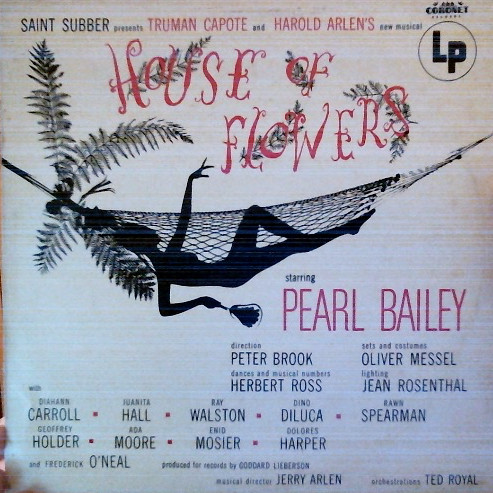 CORONET
RECORDS
Lp
SAINT SUBBER presents TRUMAN CAPOTE and HAROLD ARLEN'S new musical
HOUSE OF
FLOWERS
starring
PEARL BAILEY
direction sets and costumes
PETER BROOK OLIVER MESSEL
dances and musical numbers lighting
HERBERT ROSS JEAN ROSENTHAL
with
DIAHANN JUANITA RAY DINO RAWN
CARROLL HALL WALSTON DILUCA SPEARMAN
GEOFFREY ADA ENID DOLORES
HOLDER MOORE MOSIER HARPER
and FREDERICK O'NEAL produced for records by GODDARD LIEBERSON
musical director JERRY ARLEN orchestrations TED ROYAL